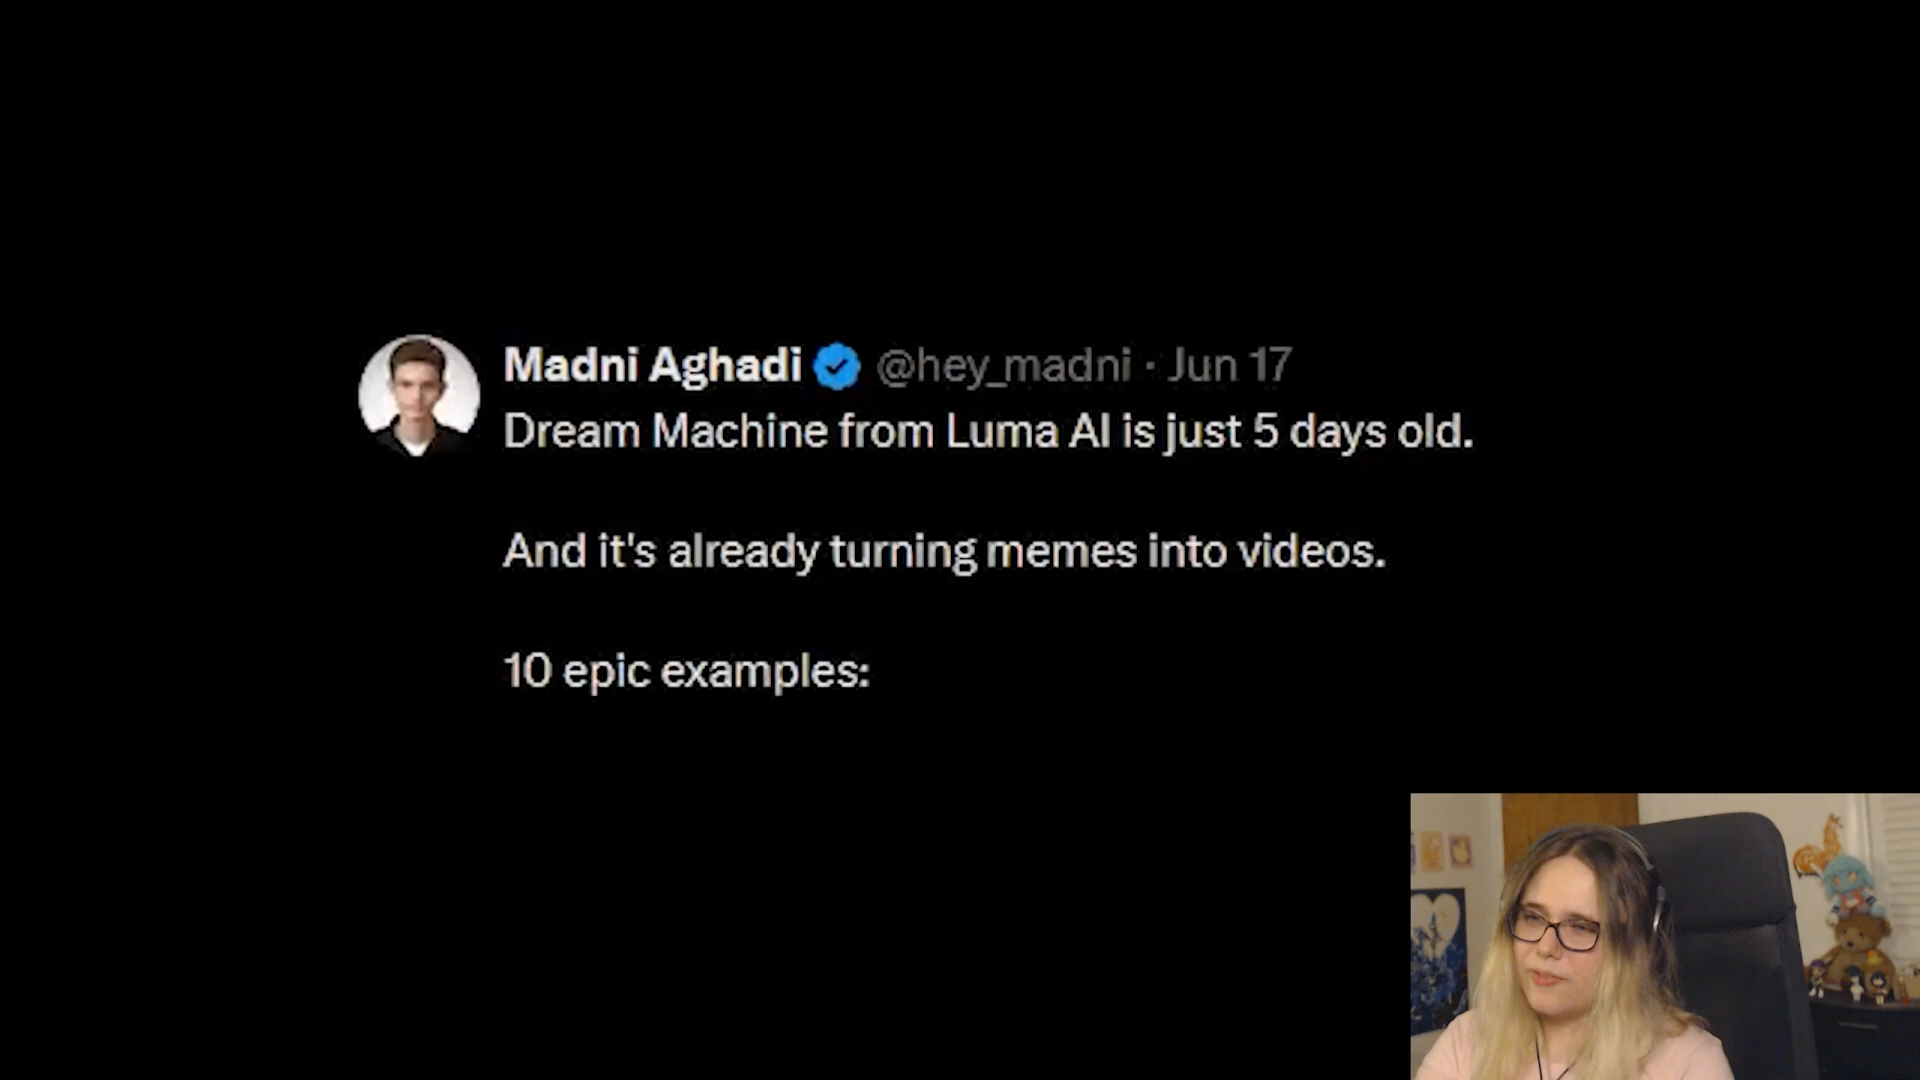 Madni Aghadi @hey_madni · Jun 17
Dream Machine from Luma AI is just 5 days old.
And it's already turning memes into videos.
10 epic examples: